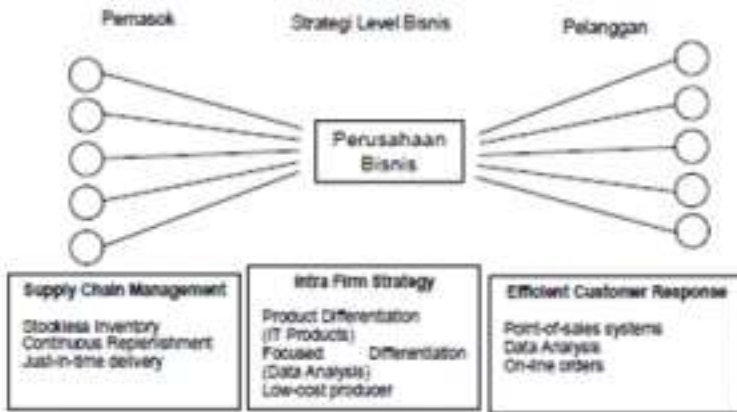 Pemasok
Strategi Level Bisnis
Pelanggan
Perusahaan
Bisnis
Supply Chain Management
Stockless Inventory
Continuous Replenishment
Just-in-time delivery
Intra Firm Strategy
Product Differentiation
(IT Products)
Focused Differentiation
(Data Analysis)
Low-cost producer
Efficient Customer Response
Point-of-sales systems
Data Analysis
On-line orders